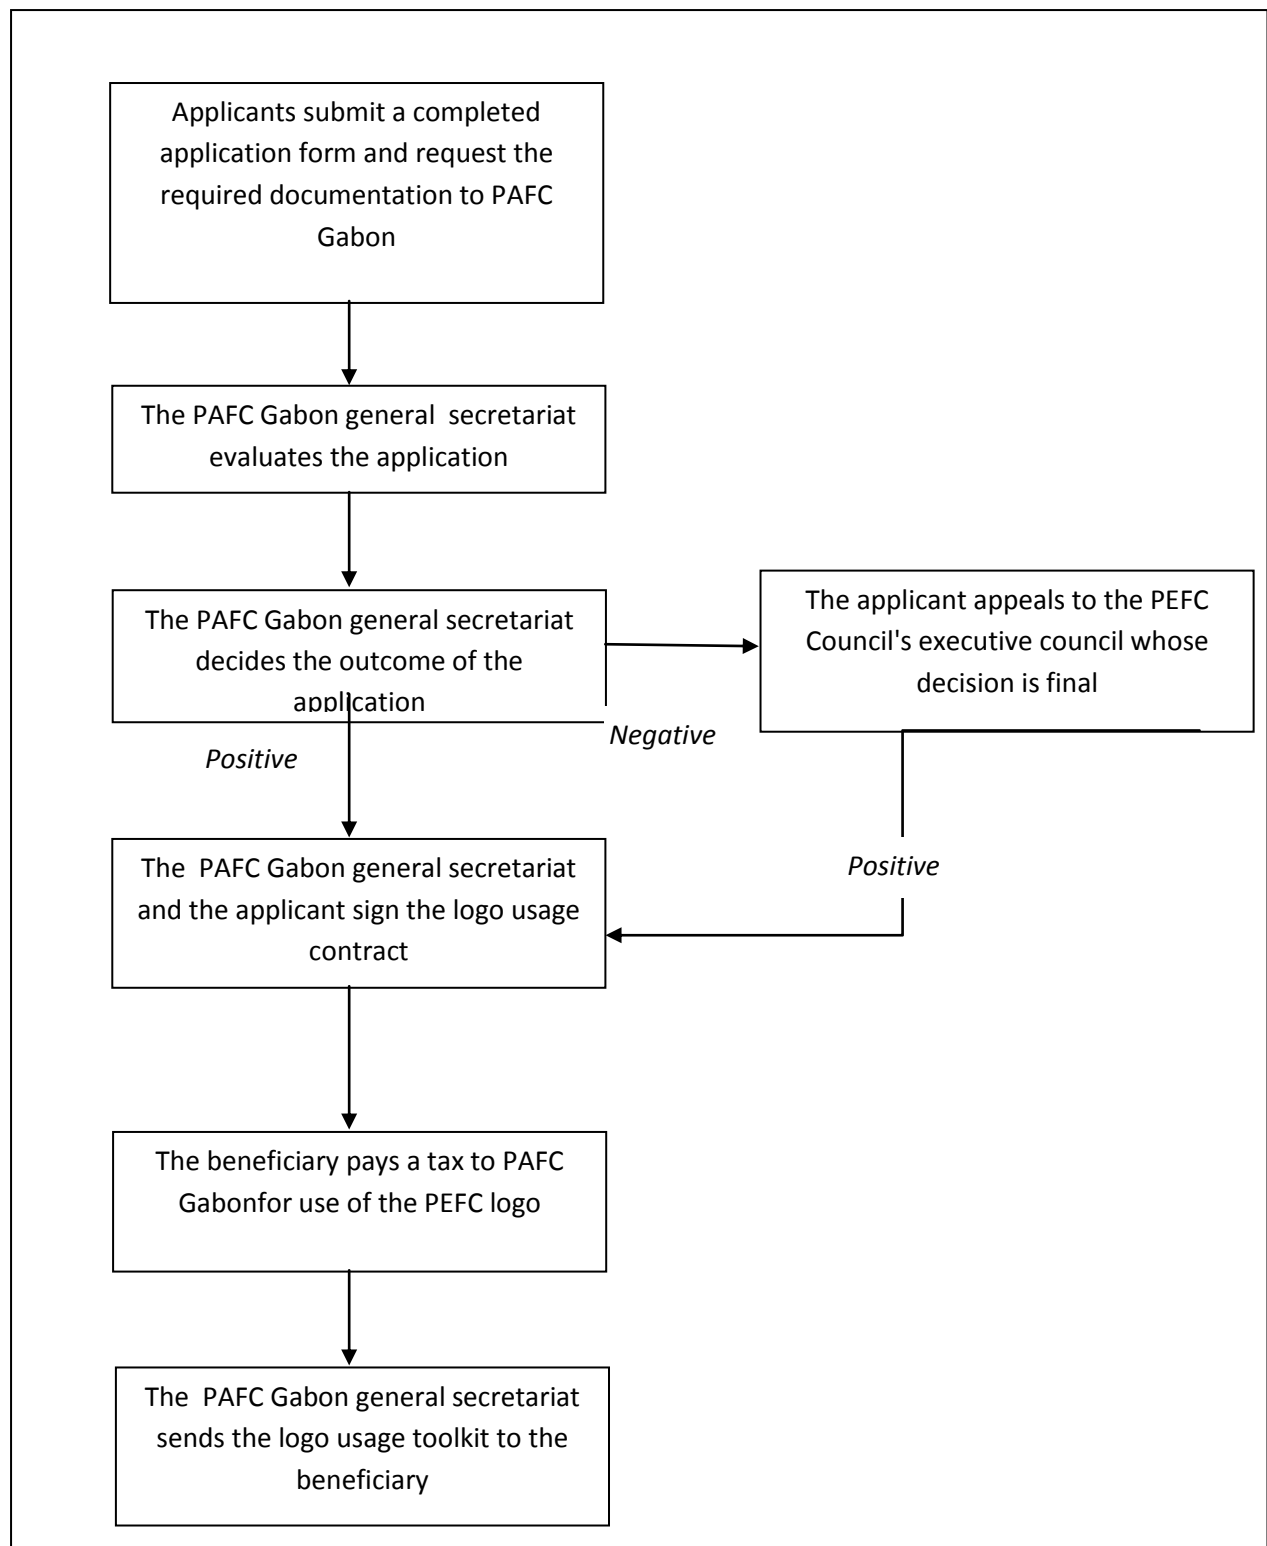 Applicants submit a completed
application form and request the
required documentation to PAFC
Gabon
The PAFC Gabon general  secretariat
evaluates the application
The PAFC Gabon general secretariat
decides the outcome of the
application
The applicant appeals to the PEFC
Council's executive council whose
decision is final
Negative
Positive
The  PAFC Gabon general secretariat
and the applicant sign the logo usage
contract
Positive
The beneficiary pays a tax to PAFC
Gabonfor use of the PEFC logo
The  PAFC Gabon general secretariat
sends the logo usage toolkit to the
beneficiary